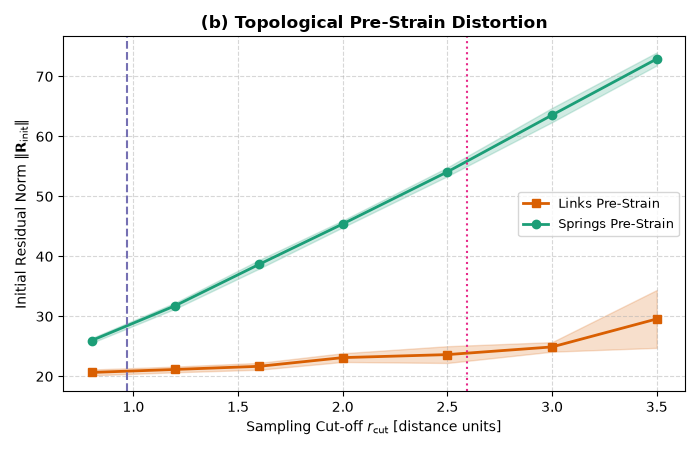 (b) Topological Pre-Strain Distortion
Initial Residual Norm ‖R_init‖
70
60
50
40
30
20
Links Pre-Strain
Springs Pre-Strain
1.0 1.5 2.0 2.5 3.0 3.5
Sampling Cut-off r_cut [distance units]